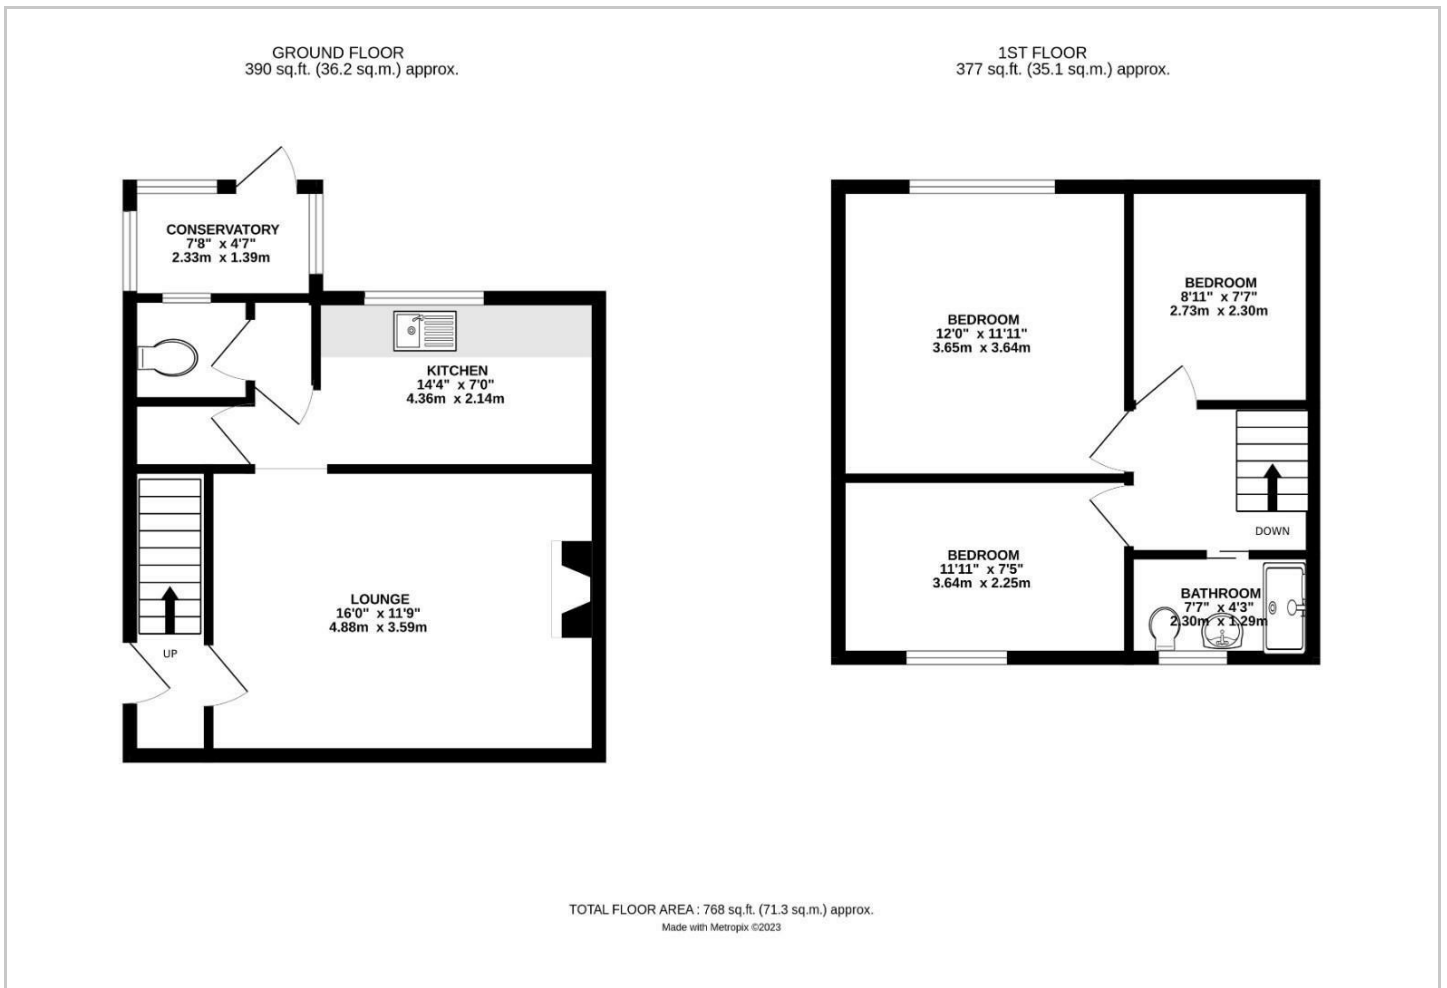 GROUND FLOOR
390 sq.ft. (36.2 sq.m.) approx.
1ST FLOOR
377 sq.ft. (35.1 sq.m.) approx.
CONSERVATORY
7'8" x 4'7"
2.33m x 1.39m
KITCHEN
14'4" x 7'0"
4.36m x 2.14m
LOUNGE
16'0" x 11'9"
4.88m x 3.59m
UP
BEDROOM
12'0" x 11'11"
3.65m x 3.64m
BEDROOM
8'11" x 7'7"
2.73m x 2.30m
BEDROOM
11'11" x 7'5"
3.64m x 2.25m
DOWN
BATHROOM
7'7" x 4'3"
2.30m x 1.29m
TOTAL FLOOR AREA : 768 sq.ft. (71.3 sq.m.) approx.
Made with Metropix ©2023